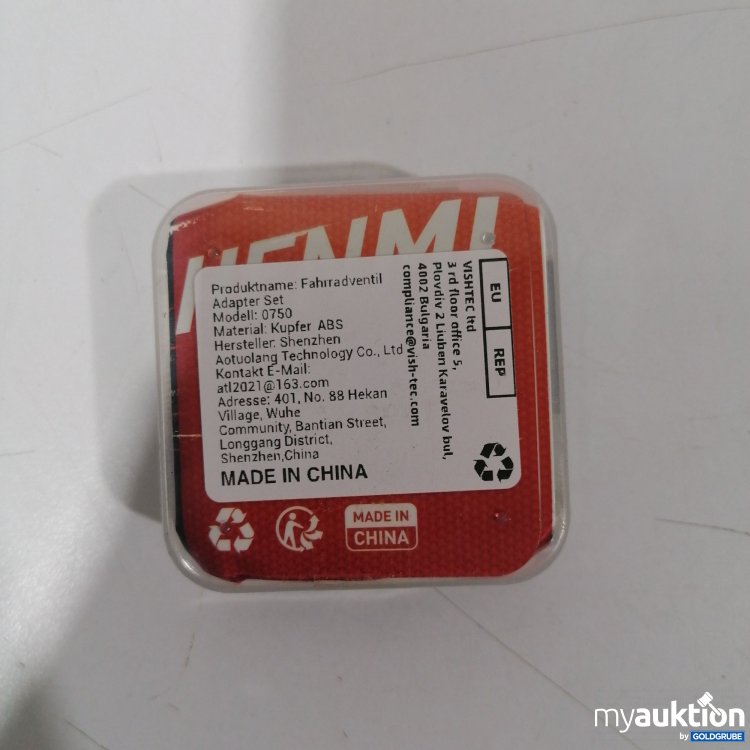 HENMI
Produktname: Fahrradventil
Adapter Set
Modell: 0750
Material: Kupfer ABS
Hersteller: Shenzhen
Aotuolang Technology Co., Ltd
Kontakt E-Mail:
atl2021@163.com
Adresse: 401, No. 88 Hekan
Village, Wuhe
Community, Bantian Street,
Longgang District,
Shenzhen,China
MADE IN CHINA
EU REP
VISHTEC ltd
3 rd floor office 5,
Plovdiv 2 Liuben Karavelov bul,
4002 Bulgaria
compliance@vish-tec.com
MADE IN
CHINA
myauktion
by GOLDGRUBE